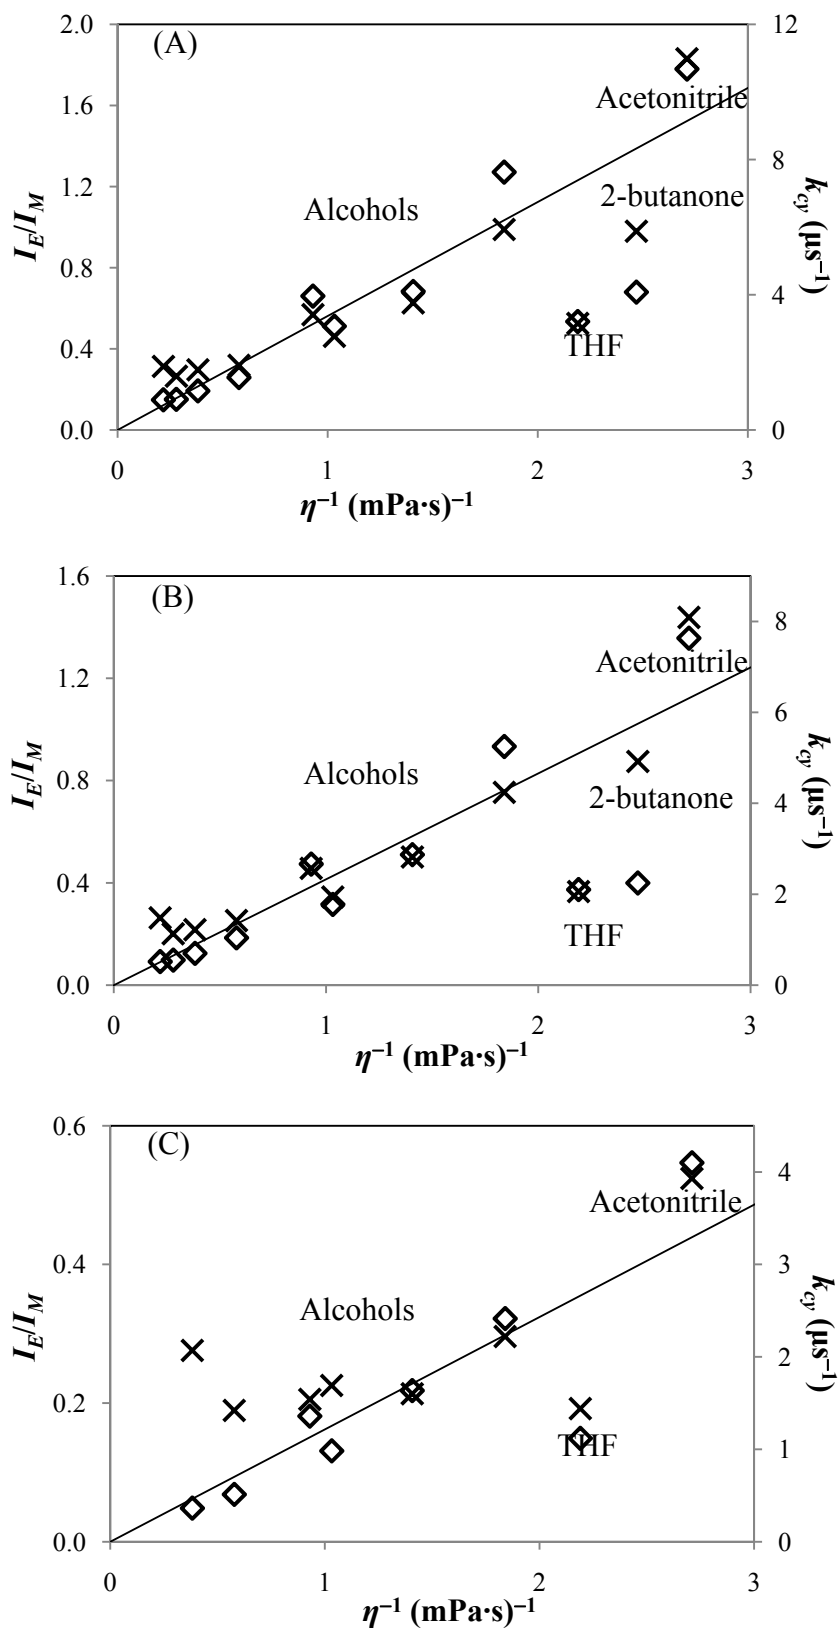 (A)
2.0
1.6
1.2
0.8
0.4
0.0
I_E/I_M
12
8
4
0
k_cy (μs⁻¹)
Acetonitrile
2-butanone
Alcohols
THF
0 1 2 3
η⁻¹ (mPa·s)⁻¹
(B)
1.6
1.2
0.8
0.4
0.0
I_E/I_M
8
6
4
2
0
k_cy (μs⁻¹)
Acetonitrile
Alcohols
2-butanone
THF
0 1 2 3
η⁻¹ (mPa·s)⁻¹
(C)
0.6
0.4
0.2
0.0
I_E/I_M
4
3
2
1
0
k_cy (μs⁻¹)
Acetonitrile
Alcohols
THF
0 1 2 3
η⁻¹ (mPa·s)⁻¹